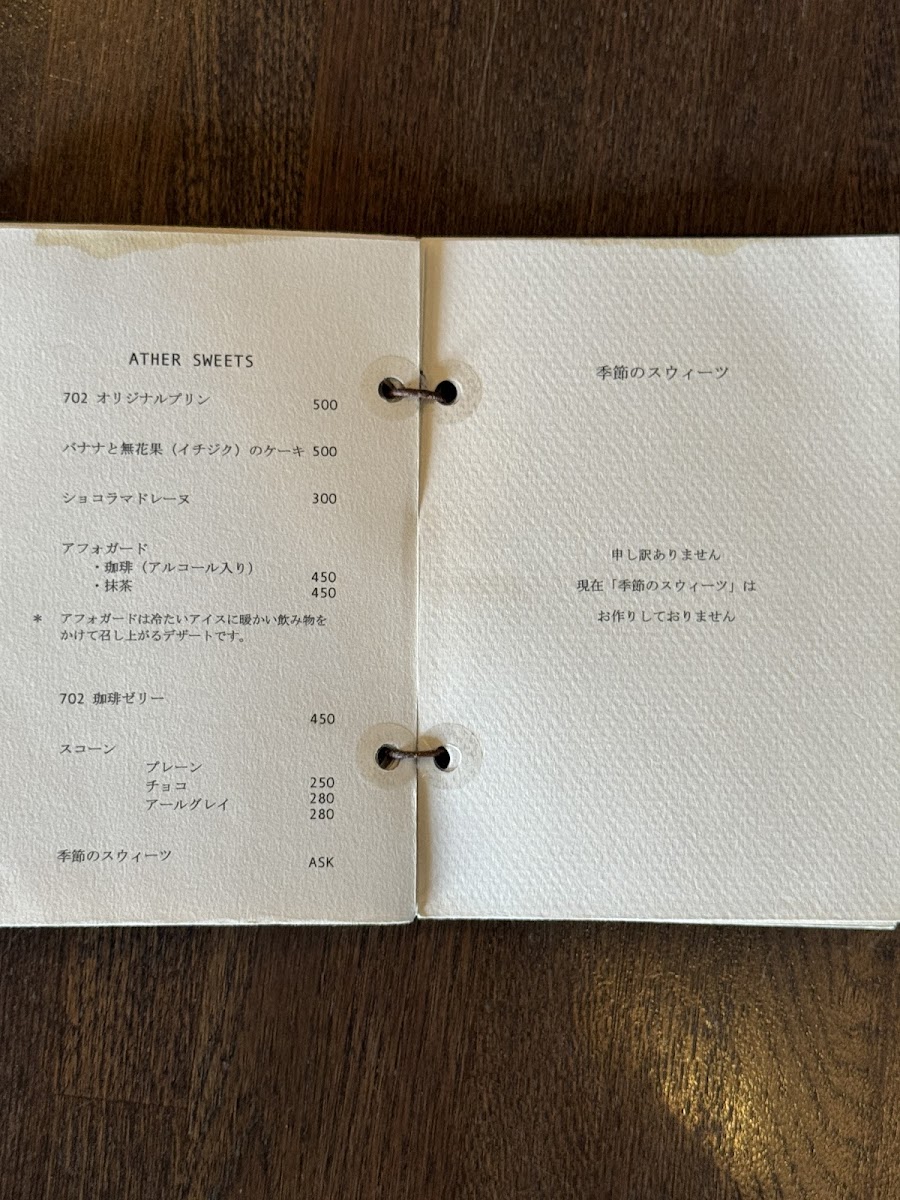 ATHER SWEETS
702 オリジナルプリン 500
バナナと無花果（イチジク）のケーキ 500
ショコラマドレーヌ 300
アフォガード
・珈琲（アルコール入り） 450
・抹茶 450
* アフォガードは冷たいアイスに暖かい飲み物を
かけて召し上がるデザートです。
702 珈琲ゼリー 450
スコーン
プレーン 250
チョコ 280
アールグレイ 280
季節のスウィーツ ASK
季節のスウィーツ
申し訳ありません
現在「季節のスウィーツ」は
お作りしておりません